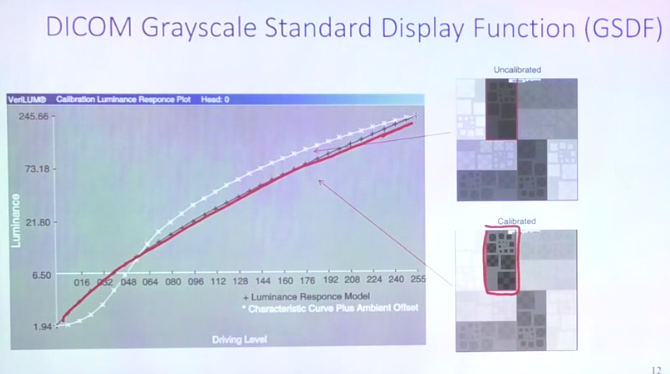 DICOM Grayscale Standard Display Function (GSDF)
Uncalibrated
VeriLUM® Calibration Luminance Responce Plot Head: 0
245.66
73.18
21.80
6.50
1.94
Luminance
016 032 048 064 080 096 112 128 144 160 176 192 208 224 240 255
+ Luminance Responce Model
* Characteristic Curve Plus Ambient Offset
Driving Level
Calibrated
12